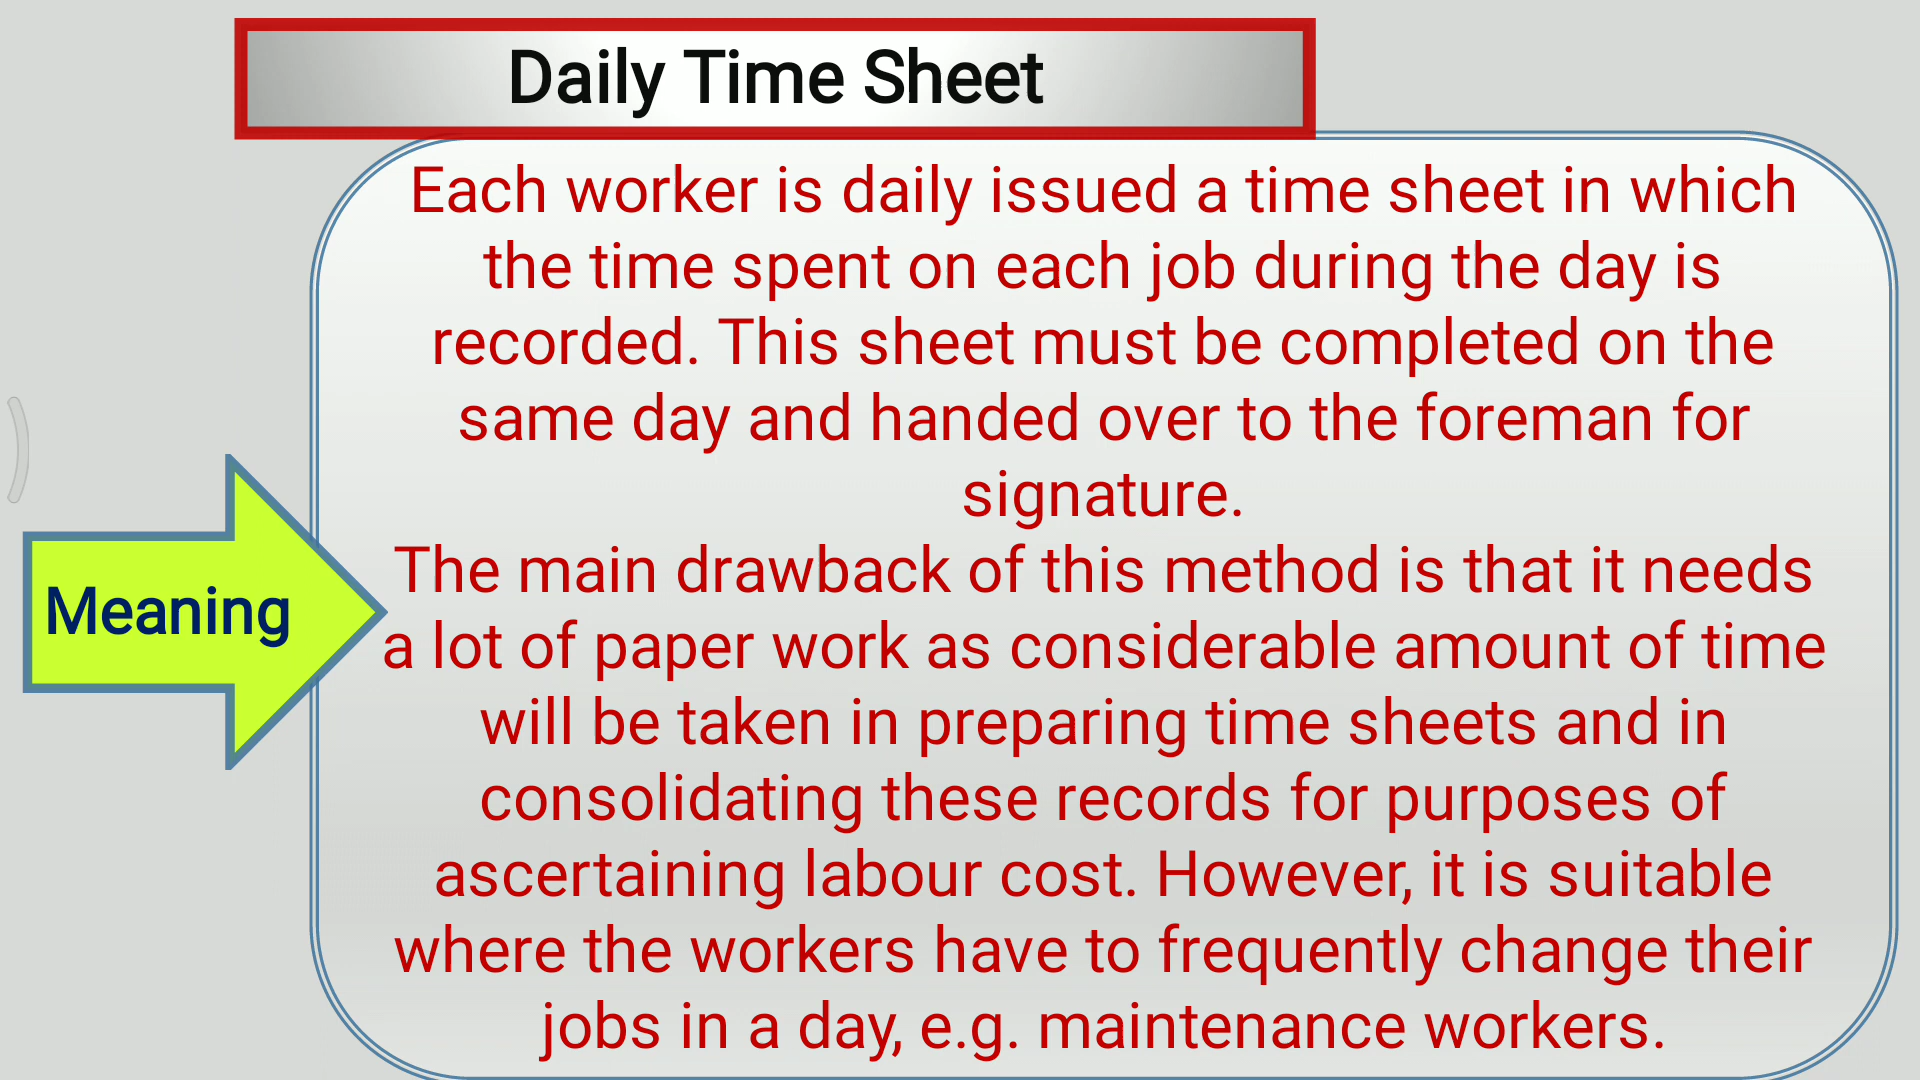 Daily Time Sheet
Each worker is daily issued a time sheet in which
the time spent on each job during the day is
recorded. This sheet must be completed on the
same day and handed over to the foreman for
signature.
The main drawback of this method is that it needs
a lot of paper work as considerable amount of time
will be taken in preparing time sheets and in
consolidating these records for purposes of
ascertaining labour cost. However, it is suitable
where the workers have to frequently change their
jobs in a day, e.g. maintenance workers.
Meaning